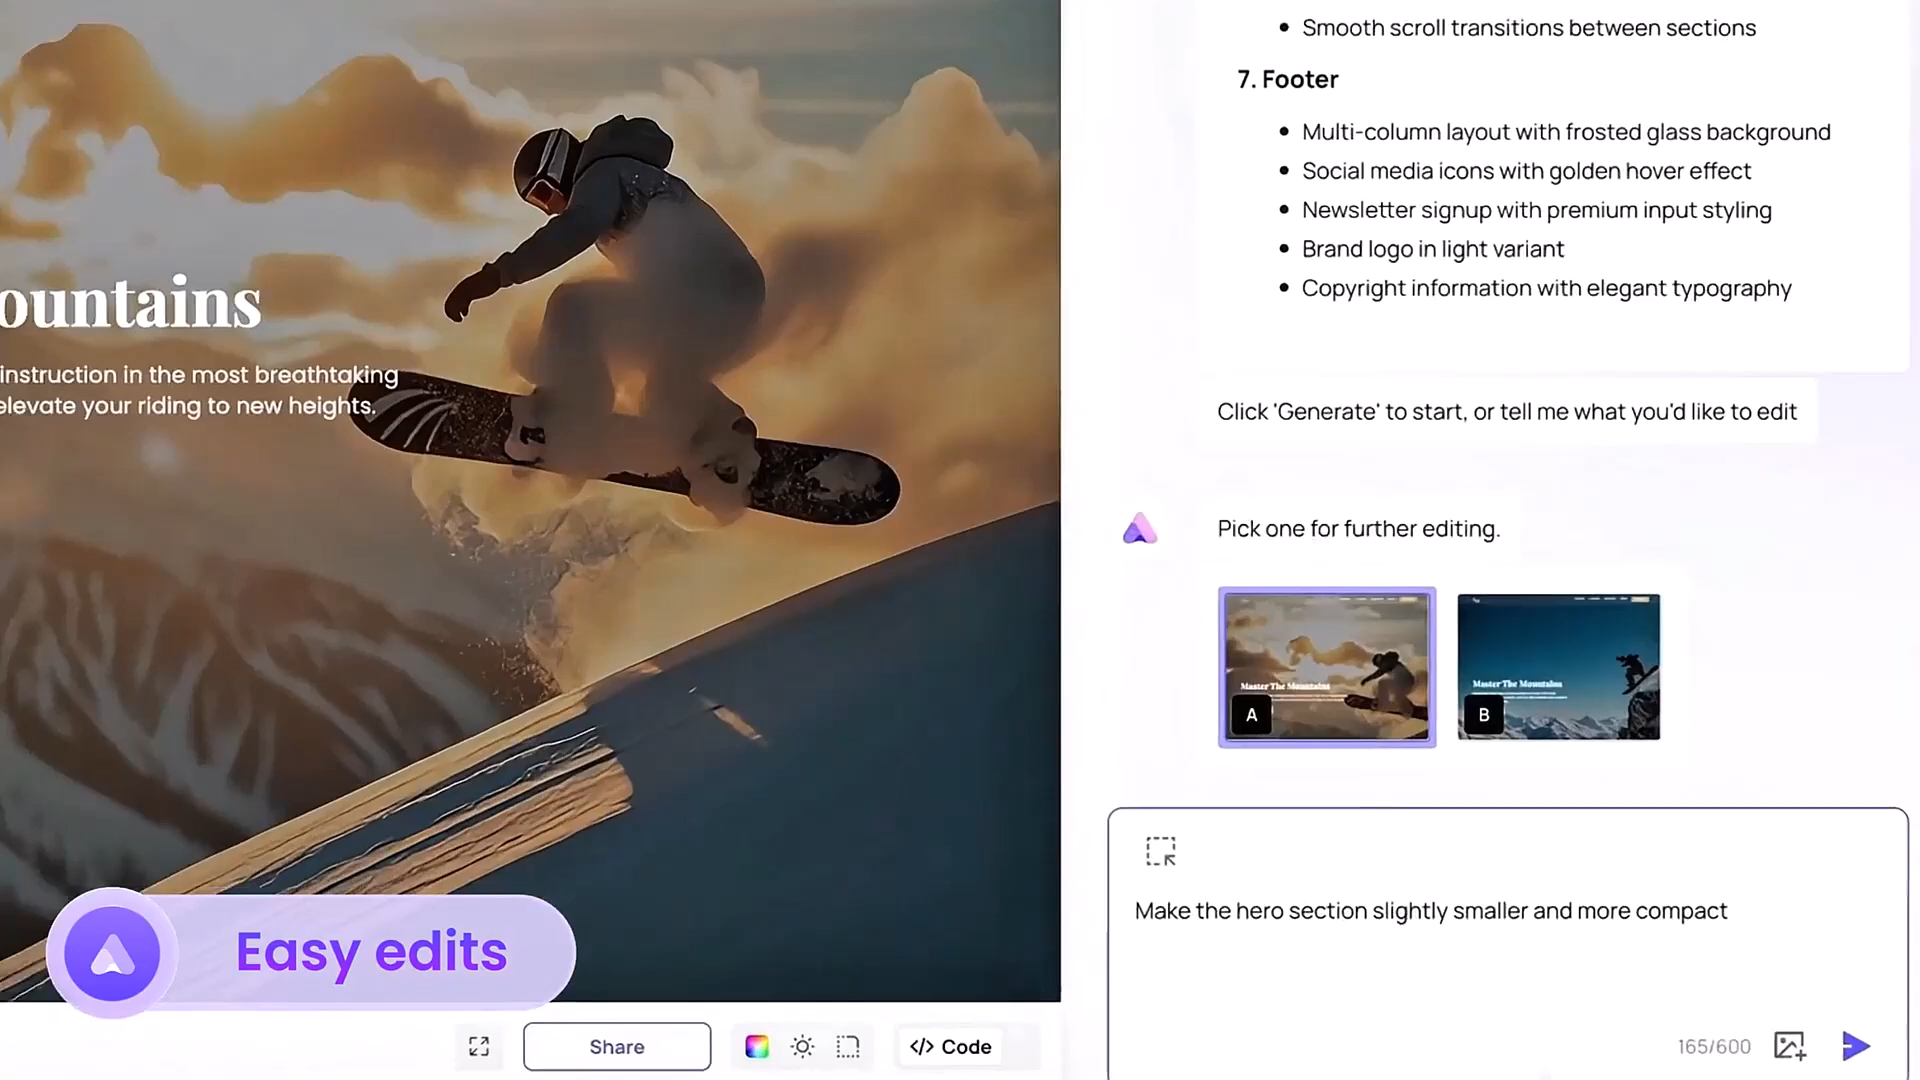 ountains
instruction in the most breathtaking
elevate your riding to new heights.
Easy edits
Share
</> Code
Smooth scroll transitions between sections
7. Footer
Multi-column layout with frosted glass background
Social media icons with golden hover effect
Newsletter signup with premium input styling
Brand logo in light variant
Copyright information with elegant typography
Click 'Generate' to start, or tell me what you'd like to edit
Pick one for further editing.
Master The Mountains
A
Master The Mountains
B
Make the hero section slightly smaller and more compact
165/600